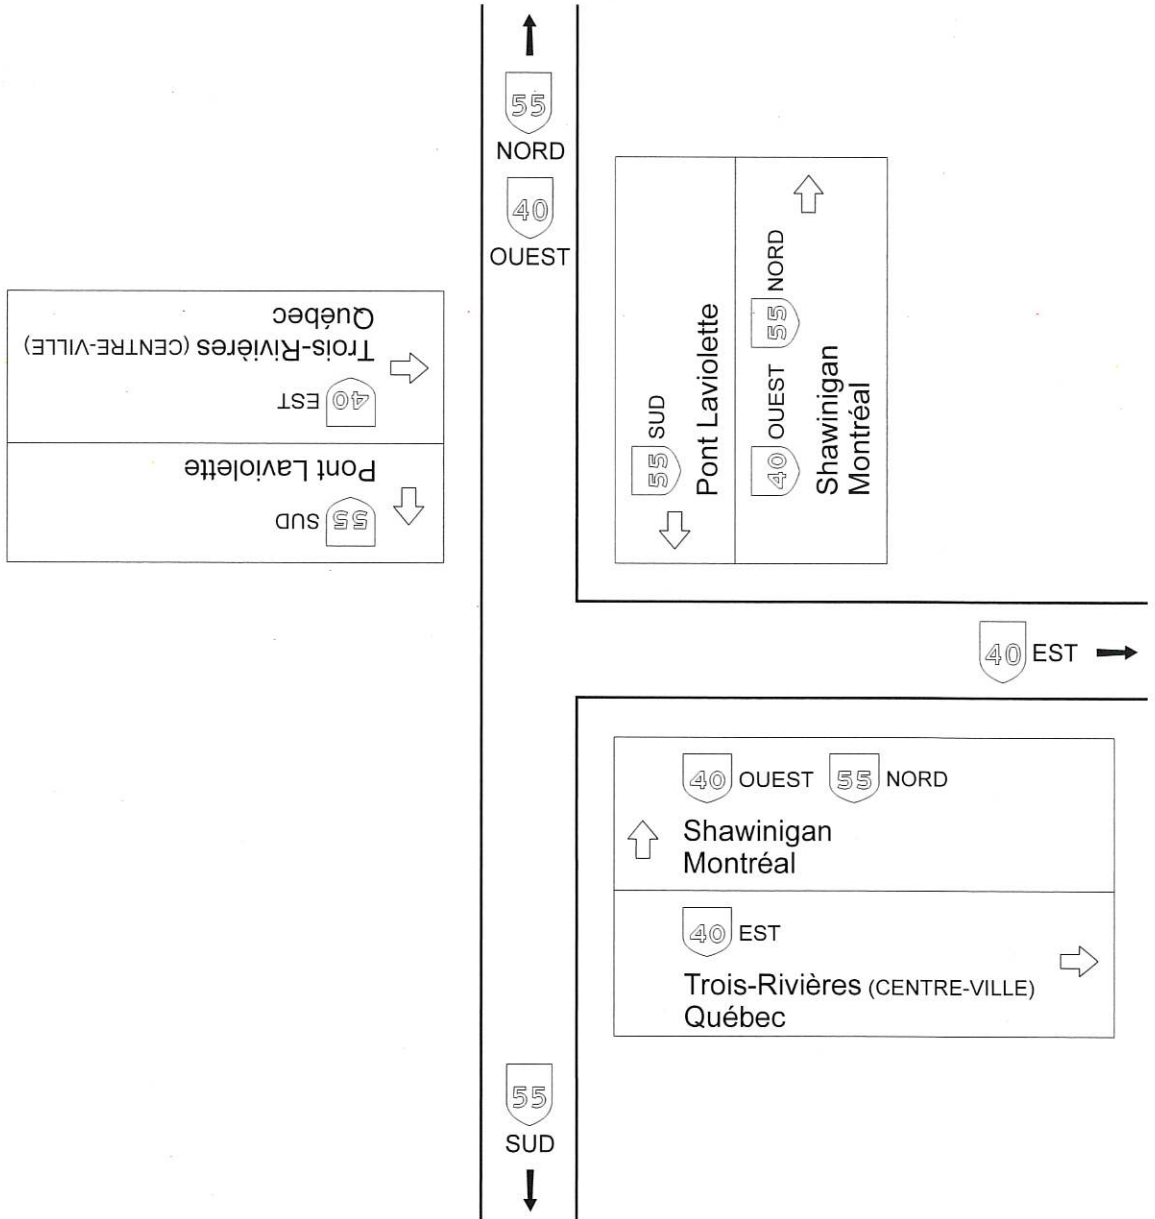 55
NORD
40
OUEST
55 SUD
Pont Laviolette
40 OUEST 55 NORD
Shawinigan
Montréal
55 SUD
Pont Laviolette
40 EST
Trois-Rivières (CENTRE-VILLE)
Québec
40 EST
40 OUEST 55 NORD
Shawinigan
Montréal
40 EST
Trois-Rivières (CENTRE-VILLE)
Québec
55
SUD